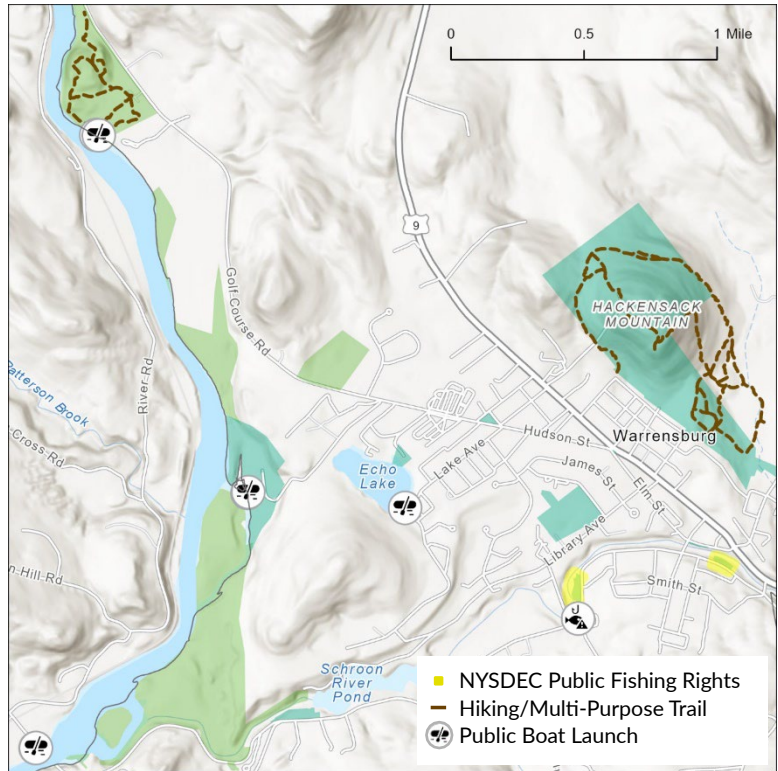 0 0.5 1 Mile
9
Golf Course Rd
HACKENSACK
MOUNTAIN
River Rd
Patterson Brook
Cross Rd
Hudson St
Warrensburg
Lake Ave
Echo
Lake
James St
Elm St
Library Ave
Smith St
n Hill Rd
Schroon
River
Pond
NYSDEC Public Fishing Rights
Hiking/Multi-Purpose Trail
Public Boat Launch